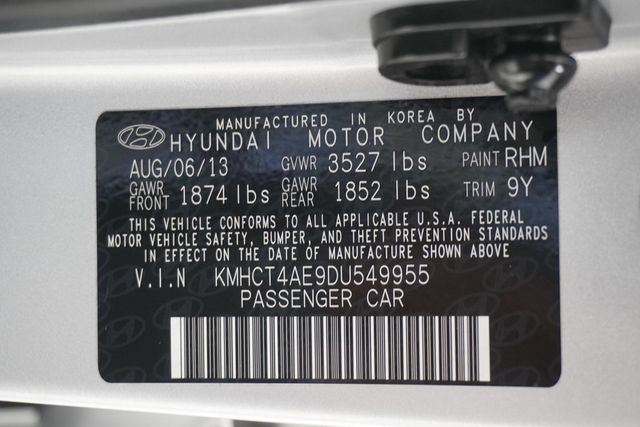 MANUFACTURED IN KOREA BY
HYUNDAI MOTOR COMPANY
AUG/06/13 GVWR 3527 lbs PAINT RHM
GAWR FRONT 1874 lbs GAWR REAR 1852 lbs TRIM 9Y
THIS VEHICLE CONFORMS TO ALL APPLICABLE U.S.A. FEDERAL
MOTOR VEHICLE SAFETY, BUMPER, AND THEFT PREVENTION STANDARDS
IN EFFECT ON THE DATE OF MANUFACTURE SHOWN ABOVE
V.I.N KMHCT4AE9DU549955
PASSENGER CAR